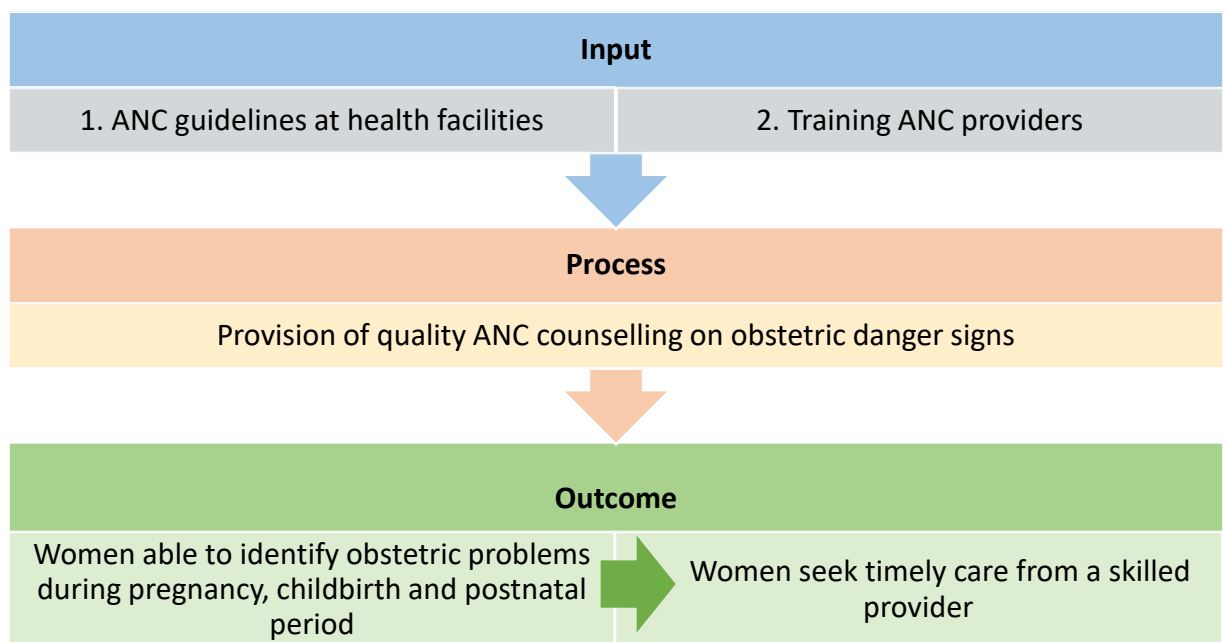 Input
1. ANC guidelines at health facilities
2. Training ANC providers
Process
Provision of quality ANC counselling on obstetric danger signs
Outcome
Women able to identify obstetric problems
during pregnancy, childbirth and postnatal
period
Women seek timely care from a skilled
provider